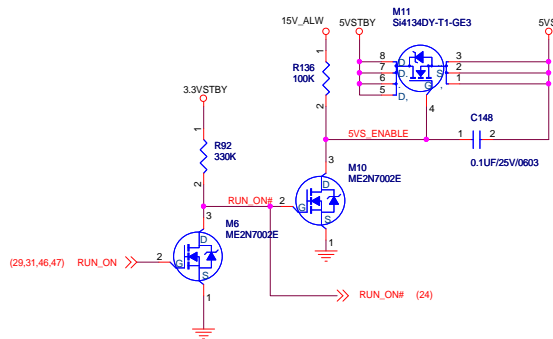 M11
Si4134DY-T1-GE3
15V_ALW
5VSTBY
5VS
1
R136
100K
2
8
7
6
5
D
D
D
D,
S
G
3
2
1
4
3.3VSTBY
1
R92
330K
2
5VS_ENABLE
C148
1
2
0.1UF/25V/0603
RUN_ON#
2
3
M10
ME2N7002E
D
G
S
1
3
M6
ME2N7002E
(29,31,46,47)
RUN_ON
2
D
G
S
1
RUN_ON#
(24)